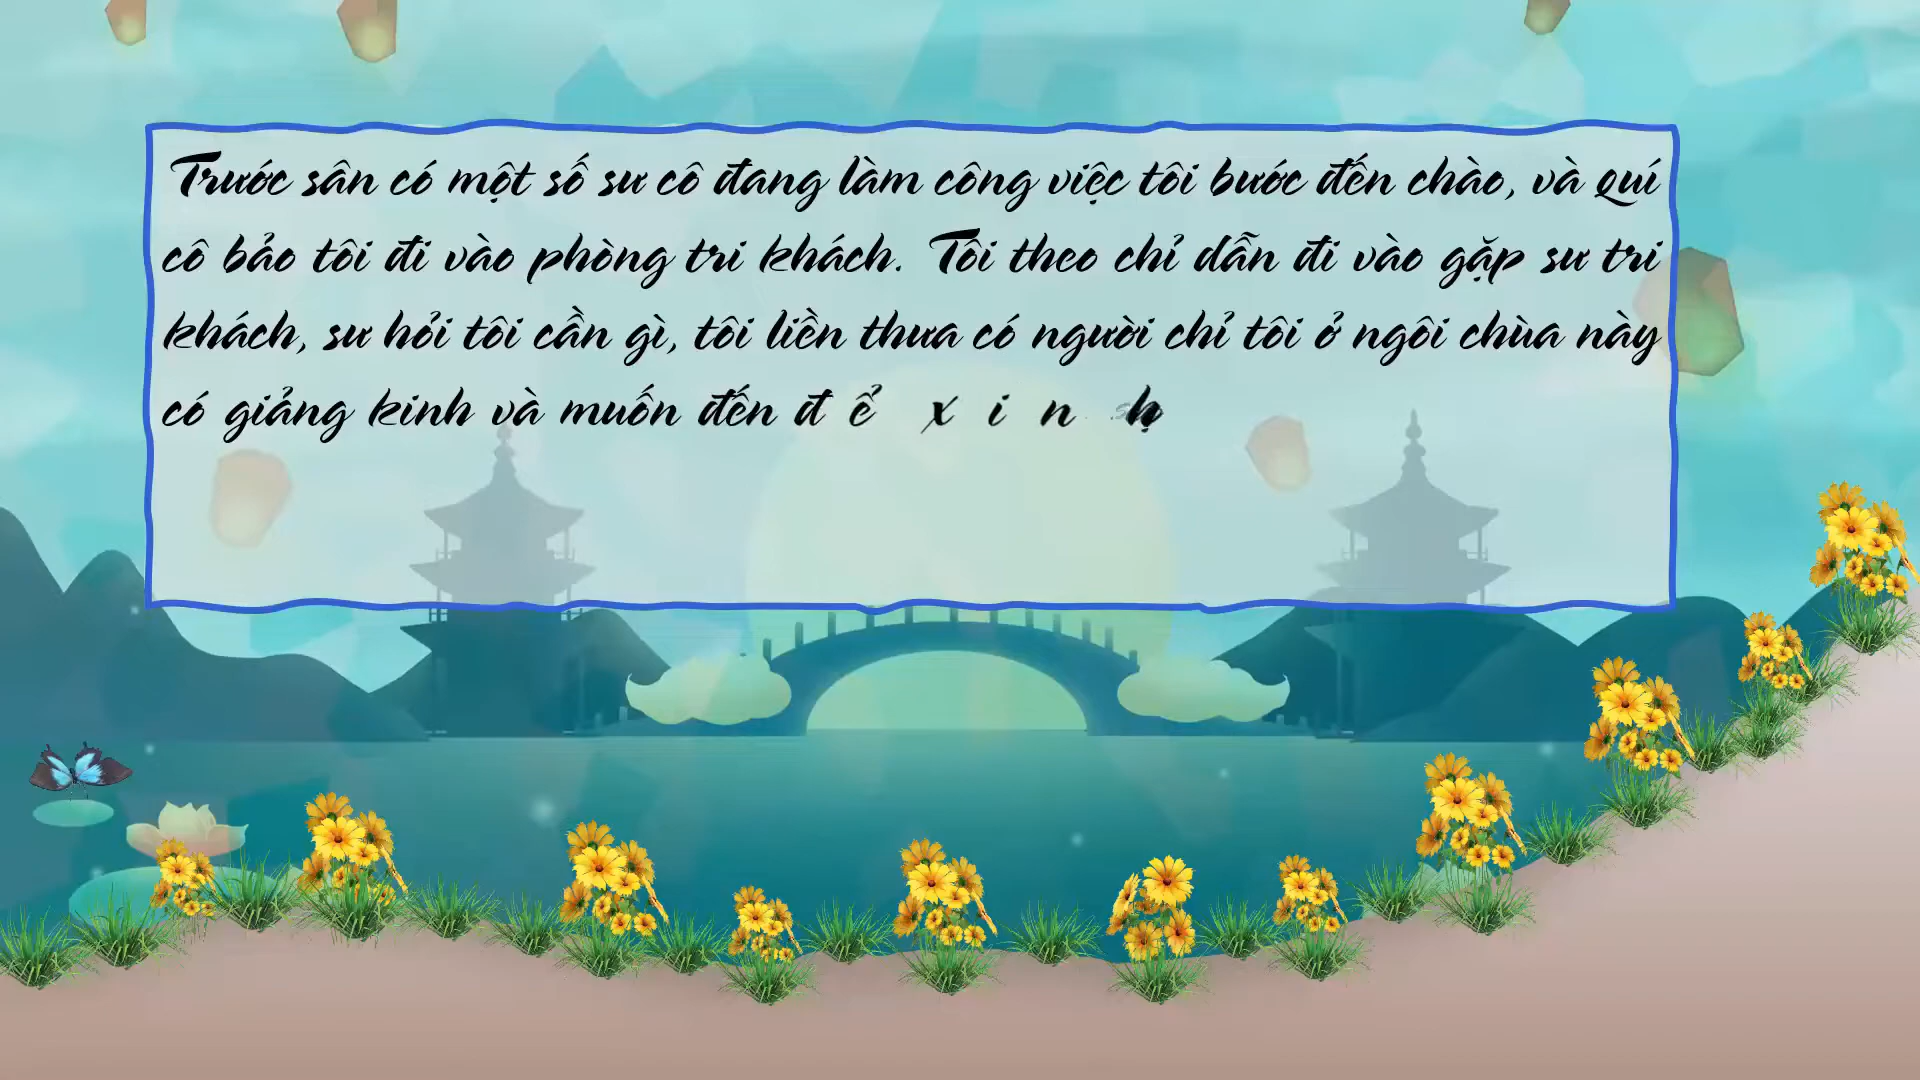 Trước sân có một số sư cô đang làm công việc tôi bước đến chào, và quí
cô bảo tôi đi vào phòng tri khách. Tôi theo chỉ dẫn đi vào gặp sư tri
khách, sư hỏi tôi cần gì, tôi liền thưa có người chỉ tôi ở ngôi chùa này
có giảng kinh và muốn đến để xin